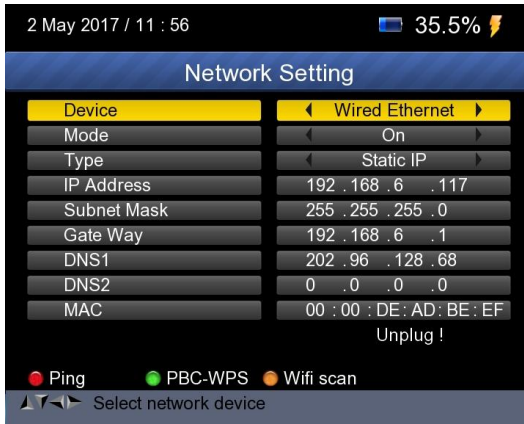 2 May 2017 / 11 : 56 35.5%
Network Setting
Device Wired Ethernet
Mode On
Type Static IP
IP Address 192 . 168 . 6 . 117
Subnet Mask 255 . 255 . 255 . 0
Gate Way 192 . 168 . 6 . 1
DNS1 202 . 96 . 128 . 68
DNS2 0 . 0 . 0 . 0
MAC 00 : 00 : DE : AD : BE : EF
Unplug !
Ping PBC-WPS Wifi scan
Select network device